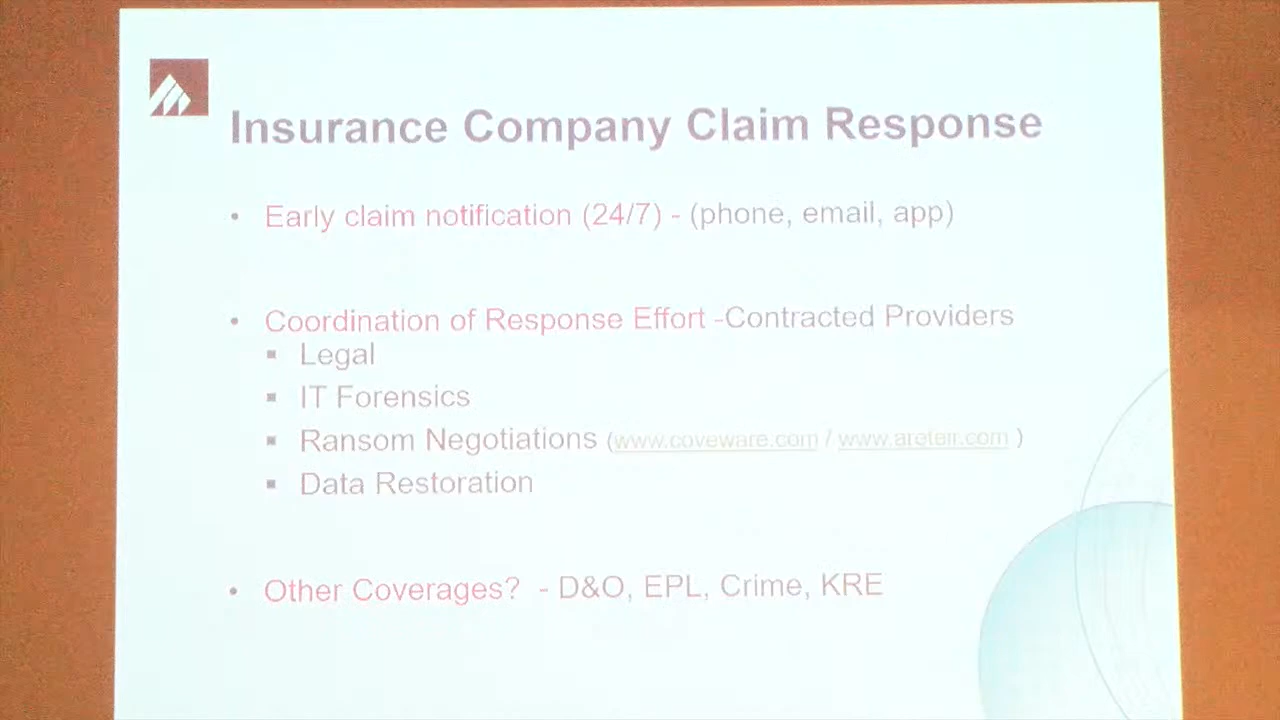 Insurance Company Claim Response
• Early claim notification (24/7) - (phone, email, app)
• Coordination of Response Effort -Contracted Providers
▪ Legal
▪ IT Forensics
▪ Ransom Negotiations (www.coveware.com / www.areteir.com )
▪ Data Restoration
• Other Coverages? - D&O, EPL, Crime, KRE